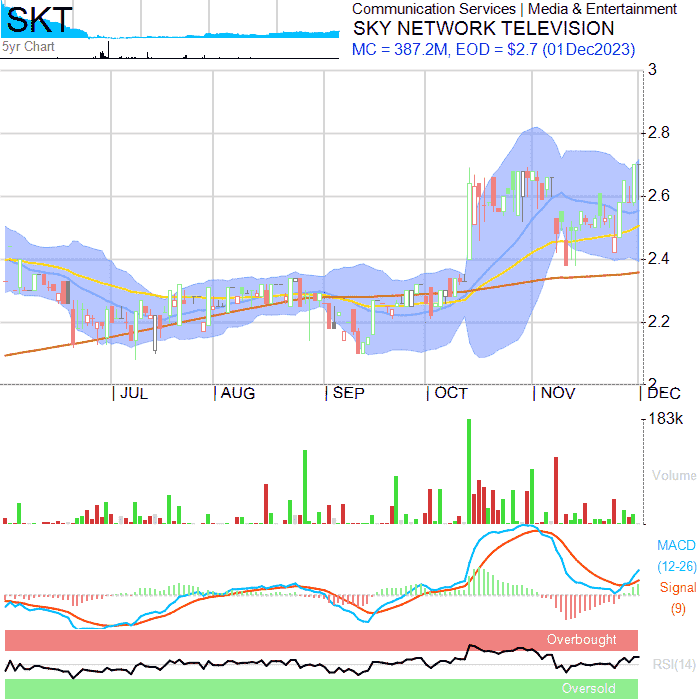 SKT
5yr Chart
Communication Services | Media & Entertainment
SKY NETWORK TELEVISION
MC = 387.2M, EOD = $2.7 (01Dec2023)
3
2.8
2.6
2.4
2.2
2
| JUL | AUG | SEP | OCT | NOV | DEC
183k
Volume
MACD
(12-26)
Signal
(9)
Overbought
RSI(14)
Oversold